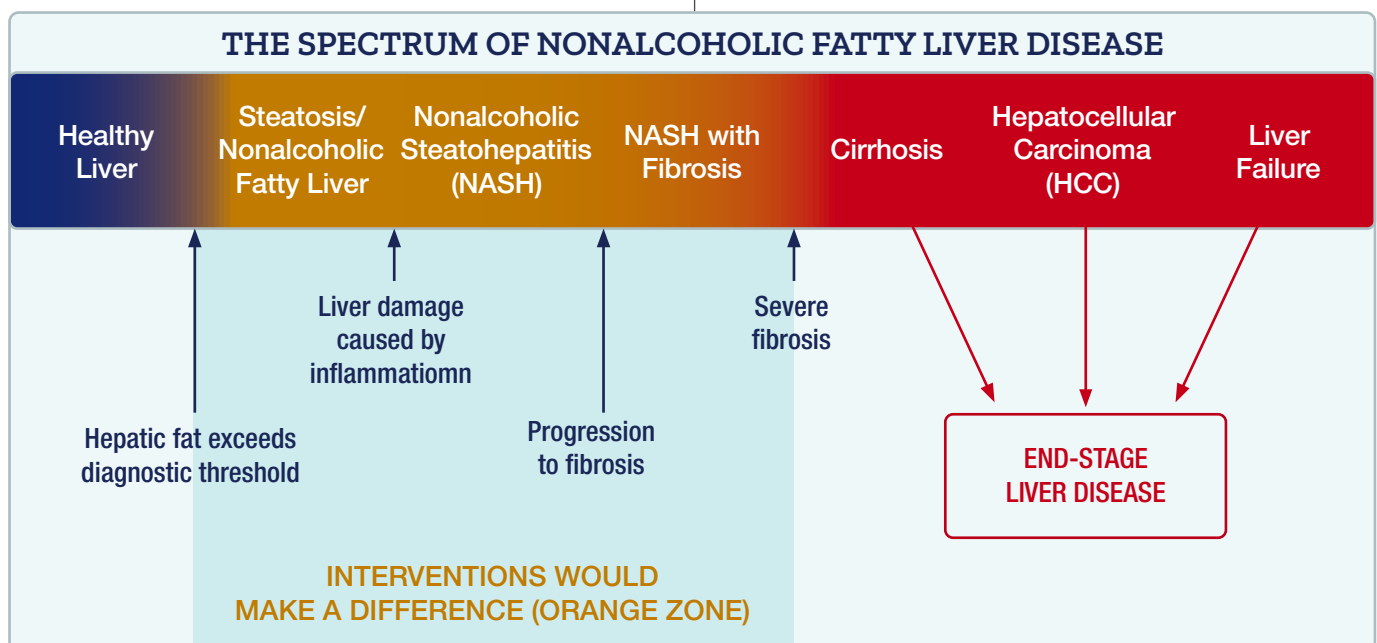 THE SPECTRUM OF NONALCOHOLIC FATTY LIVER DISEASE
Healthy
Liver
Steatosis/
Nonalcoholic
Fatty Liver
Nonalcoholic
Steatohepatitis
(NASH)
NASH with
Fibrosis
Cirrhosis
Hepatocellular
Carcinoma
(HCC)
Liver
Failure
Hepatic fat exceeds
diagnostic threshold
Liver damage
caused by
inflammatiomn
Progression
to fibrosis
Severe
fibrosis
END-STAGE
LIVER DISEASE
INTERVENTIONS WOULD
MAKE A DIFFERENCE (ORANGE ZONE)